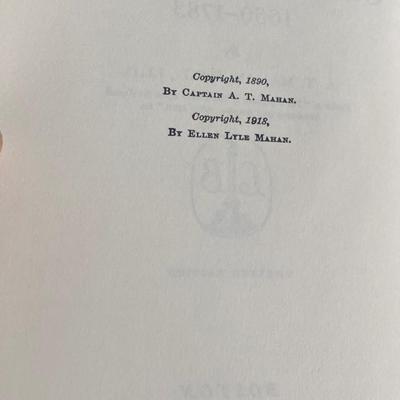 Copyright, 1890,
By Captain A. T. Mahan.
Copyright, 1918,
By Ellen Lyle Mahan.